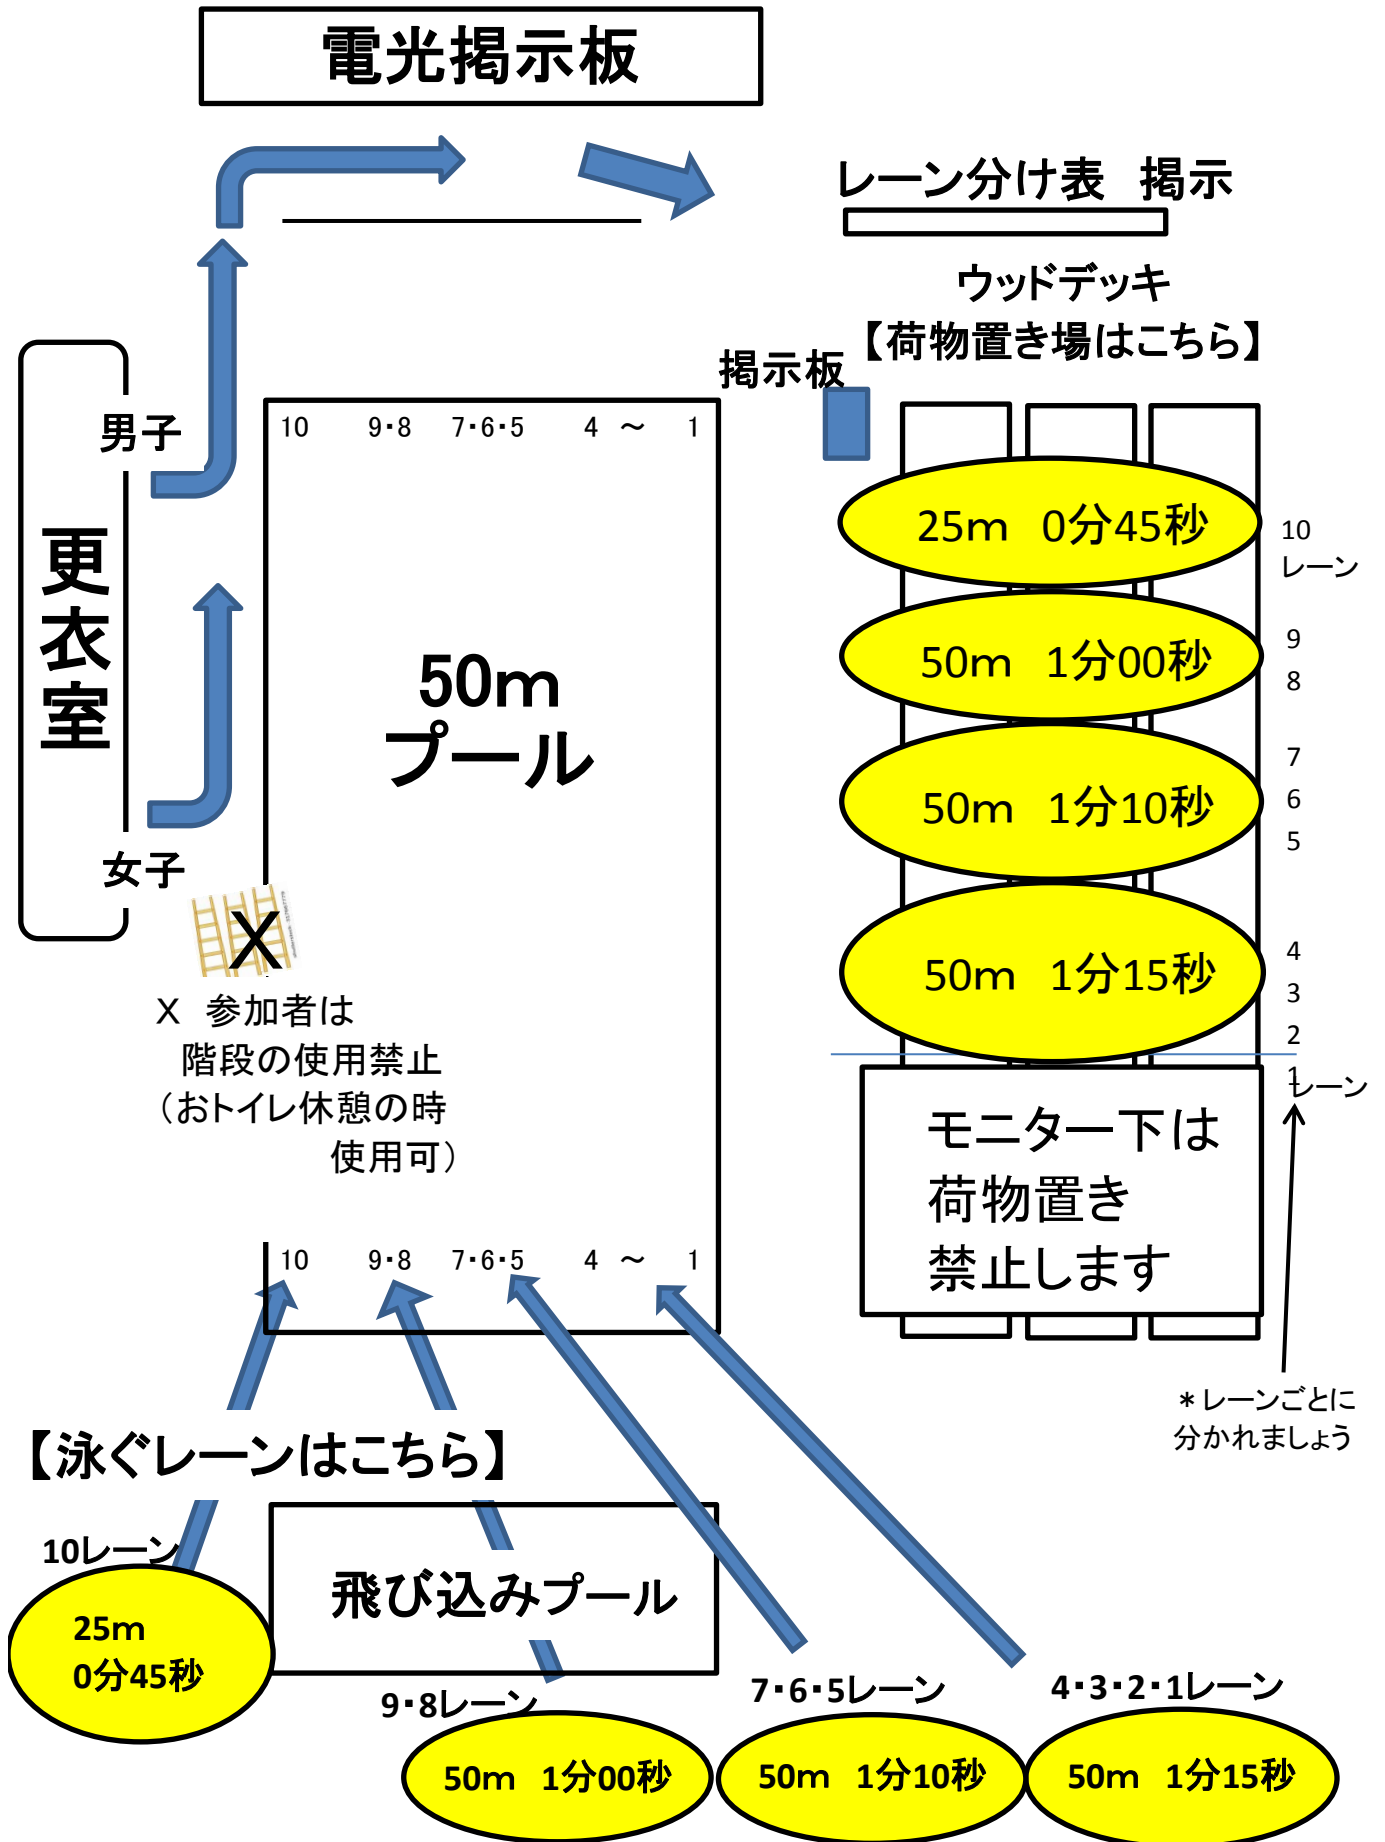 電光掲示板
レーン分け表　掲示
ウッドデッキ
【荷物置き場はこちら】
掲示板
男子
更衣室
女子
10 9・8 7・6・5 4 ～ 1
50m
プール
25m 0分45秒
10
レーン
50m 1分00秒
9
8
50m 1分10秒
7
6
5
50m 1分15秒
4
3
2
1
レーン
X
X 参加者は
階段の使用禁止
（おトイレ休憩の時
使用可）
モニター下は
荷物置き
禁止します
10 9・8 7・6・5 4 ～ 1
＊レーンごとに
分かれましょう
【泳ぐレーンはこちら】
飛び込みプール
10レーン
25m
0分45秒
9・8レーン
50m 1分00秒
7・6・5レーン
50m 1分10秒
4・3・2・1レーン
50m 1分15秒